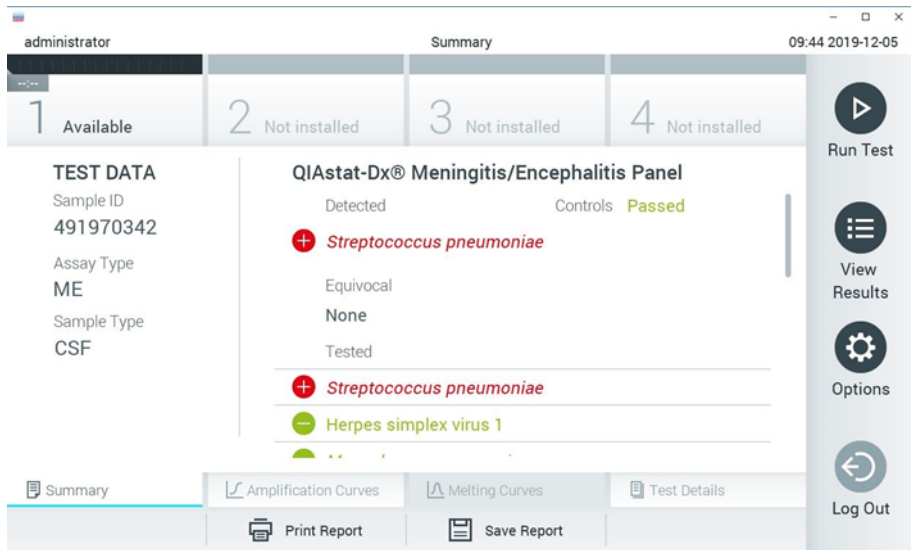 administrator
Summary
09:44 2019-12-05
--:--
1 Available
2 Not installed
3 Not installed
4 Not installed
Run Test
View
Results
Options
Log Out
TEST DATA
Sample ID
491970342
Assay Type
ME
Sample Type
CSF
QIAstat-Dx® Meningitis/Encephalitis Panel
Detected
Controls Passed
Streptococcus pneumoniae
Equivocal
None
Tested
Streptococcus pneumoniae
Herpes simplex virus 1
Summary
Amplification Curves
Melting Curves
Test Details
Print Report
Save Report